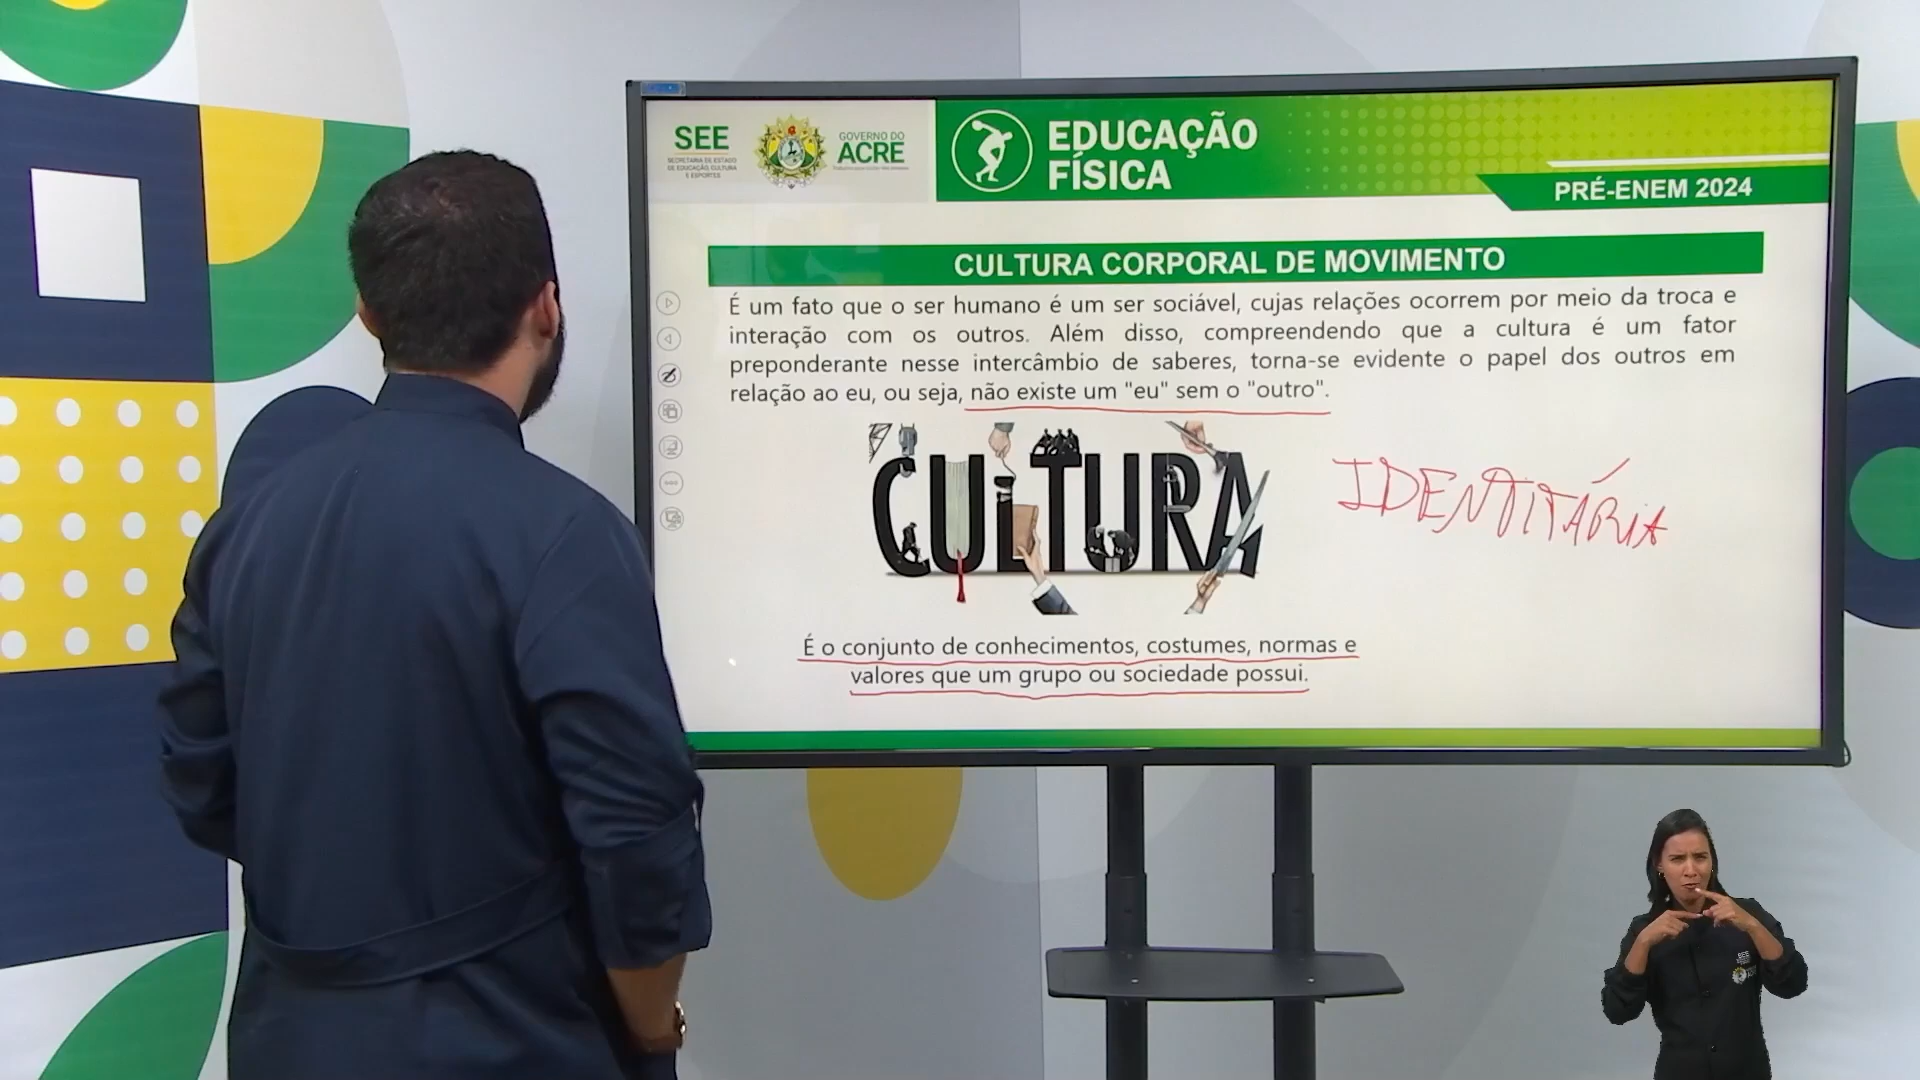 SEE
SECRETARIA DE ESTADO
DE EDUCAÇÃO, CULTURA
E ESPORTES
GOVERNO DO
ACRE
EDUCAÇÃO
FÍSICA
PRÉ-ENEM 2024
CULTURA CORPORAL DE MOVIMENTO
É um fato que o ser humano é um ser sociável, cujas relações ocorrem por meio da troca e
interação com os outros. Além disso, compreendendo que a cultura é um fator
preponderante nesse intercâmbio de saberes, torna-se evidente o papel dos outros em
relação ao eu, ou seja, não existe um "eu" sem o "outro".
CULTURA
IDENTITÁRIA
É o conjunto de conhecimentos, costumes, normas e
valores que um grupo ou sociedade possui.
SEE